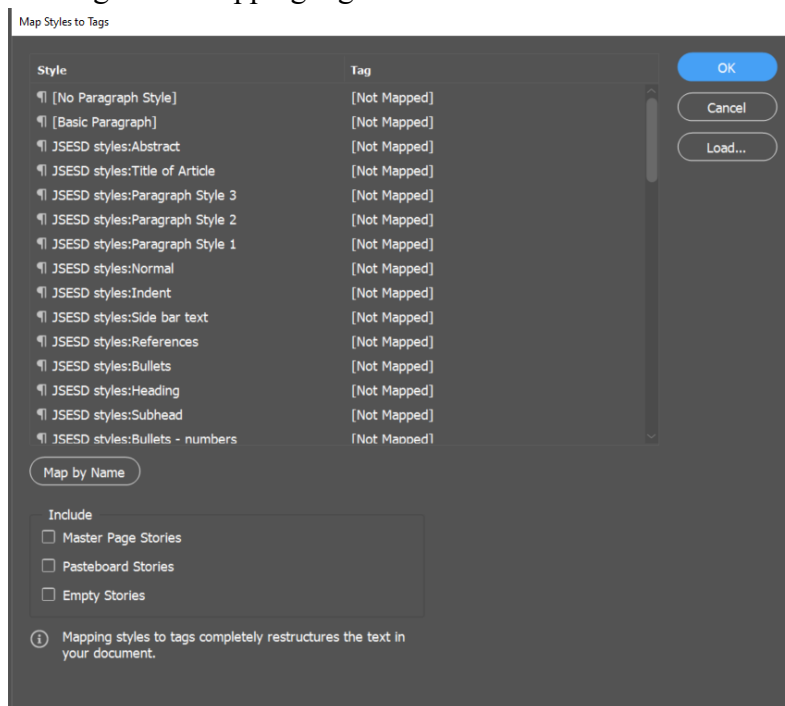 Map Styles to Tags
Style Tag
¶ [No Paragraph Style] [Not Mapped]
¶ [Basic Paragraph] [Not Mapped]
¶ JSESD styles:Abstract [Not Mapped]
¶ JSESD styles:Title of Article [Not Mapped]
¶ JSESD styles:Paragraph Style 3 [Not Mapped]
¶ JSESD styles:Paragraph Style 2 [Not Mapped]
¶ JSESD styles:Paragraph Style 1 [Not Mapped]
¶ JSESD styles:Normal [Not Mapped]
¶ JSESD styles:Indent [Not Mapped]
¶ JSESD styles:Side bar text [Not Mapped]
¶ JSESD styles:References [Not Mapped]
¶ JSESD styles:Bullets [Not Mapped]
¶ JSESD styles:Heading [Not Mapped]
¶ JSESD styles:Subhead [Not Mapped]
¶ JSESD styles:Bullets - numbers [Not Mapped]
OK
Cancel
Load...
Map by Name
Include
Master Page Stories
Pasteboard Stories
Empty Stories
Mapping styles to tags completely restructures the text in
your document.